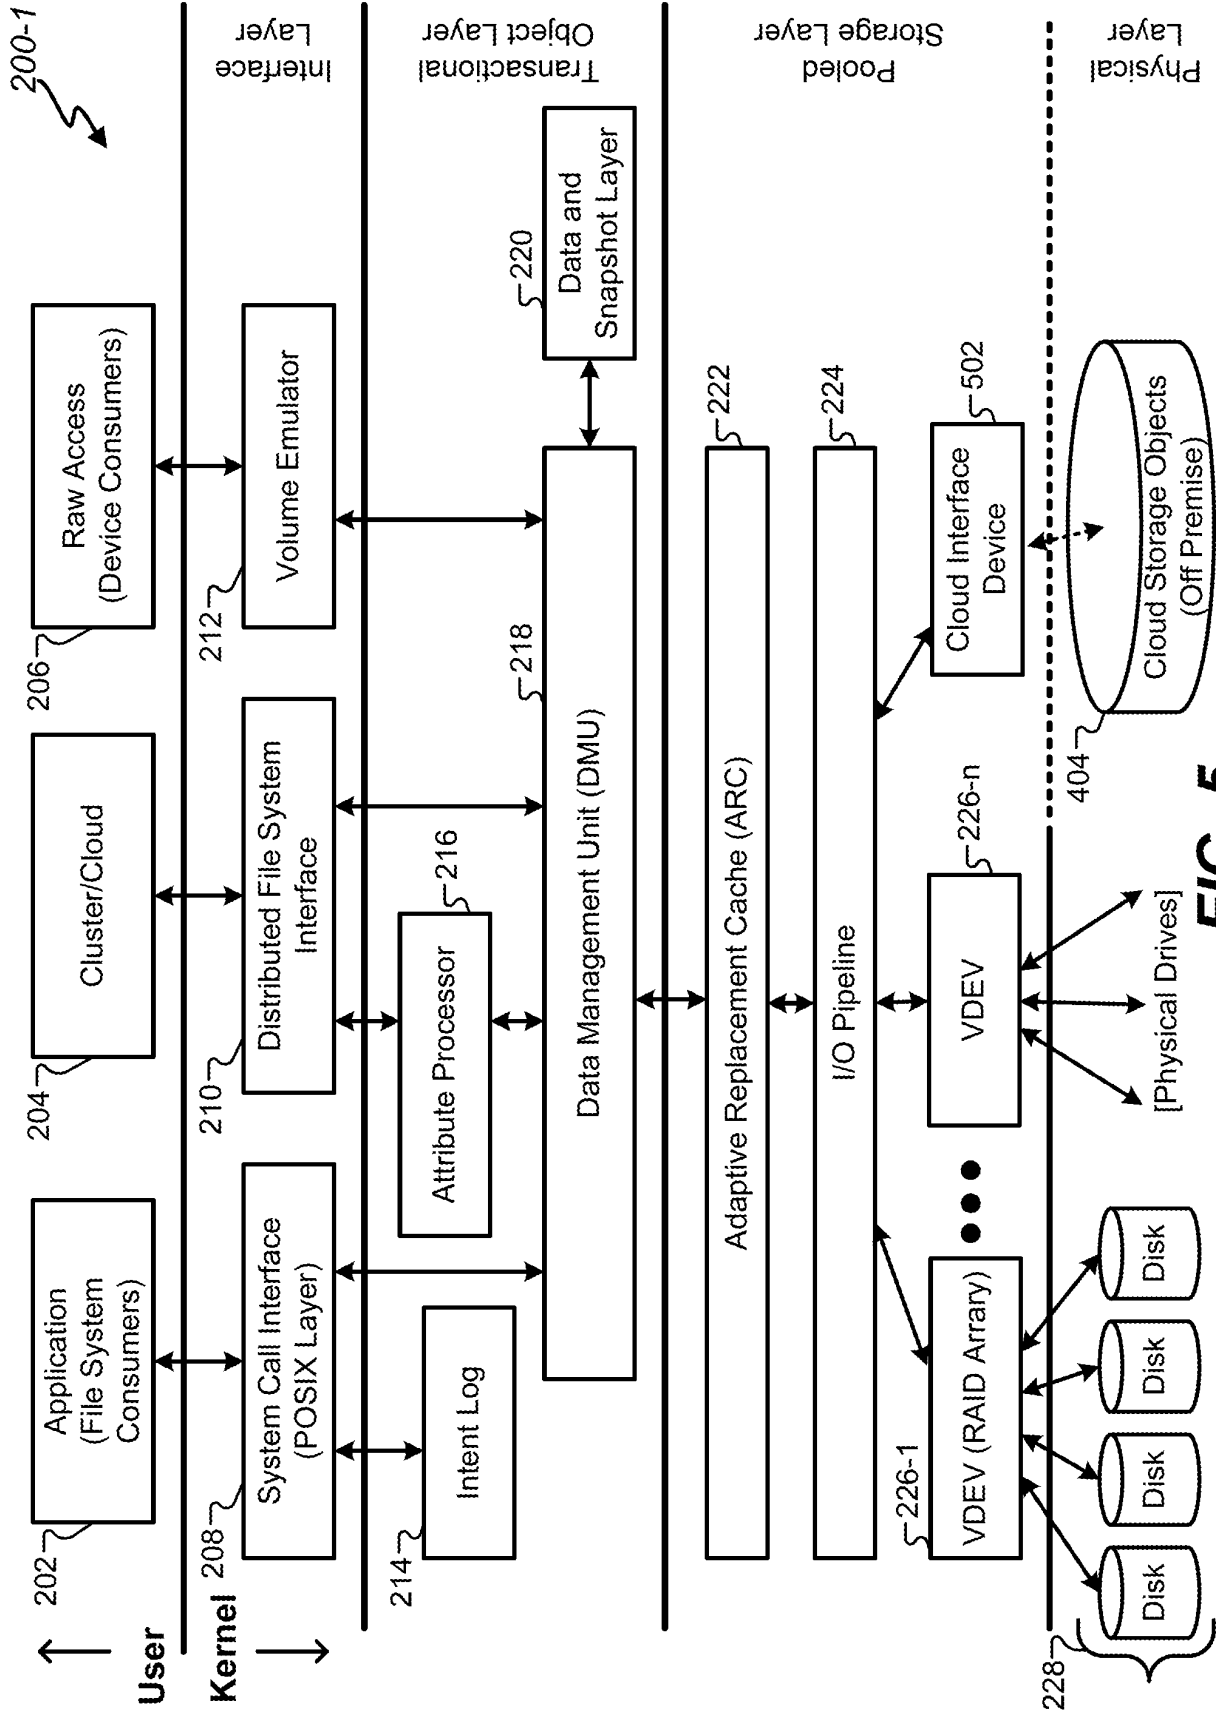 200-1
User
Kernel
202
Application
(File System
Consumers)
204
Cluster/Cloud
206
Raw Access
(Device Consumers)
208
System Call Interface
(POSIX Layer)
210
Distributed File System
Interface
212
Volume Emulator
Interface
Layer
214
Intent Log
Attribute Processor
216
Transactional
Object Layer
218
Data Management Unit (DMU)
220
Data and
Snapshot Layer
Adaptive Replacement Cache (ARC)
222
I/O Pipeline
224
Pooled
Storage Layer
226-1
VDEV (RAID Arrary)
VDEV
226-n
Cloud Interface
Device
502
228
Disk
Disk
Disk
Disk
[Physical Drives]
404
Cloud Storage Objects
(Off Premise)
Physical
Layer
FIG. 5